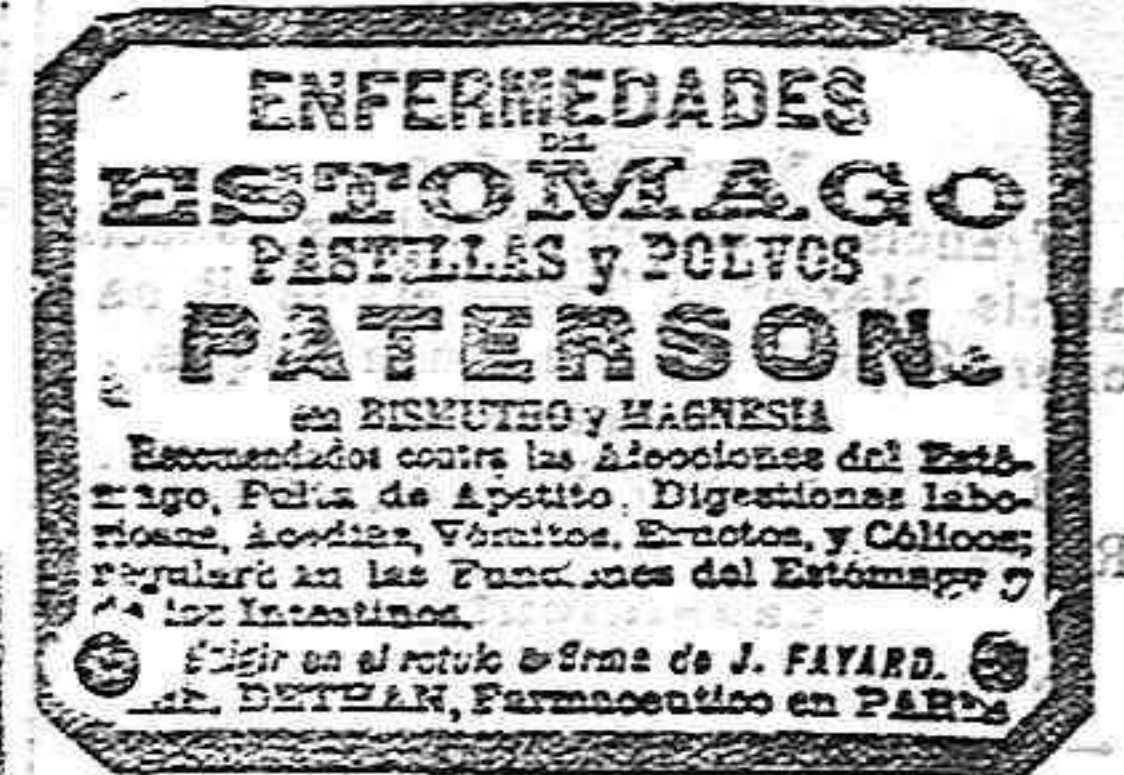 ENFERMEDADES
DEL
ESTOMAGO
PASTILLAS y POLVOS
PATERSON
en BISMUTHO y MAGNESIA
Recomendados contra las Afecciones del Estó-
mago, Falta de Apetito, Digestiones labo-
riosas, Acedias, Vómitos, Eructos, y Cólicos;
regularizan las Funciones del Estómago y
de los Intestinos.
Exigir en el rotulo a firma de J. FAYARD.
DETHAN, Farmaceutico en PARIS